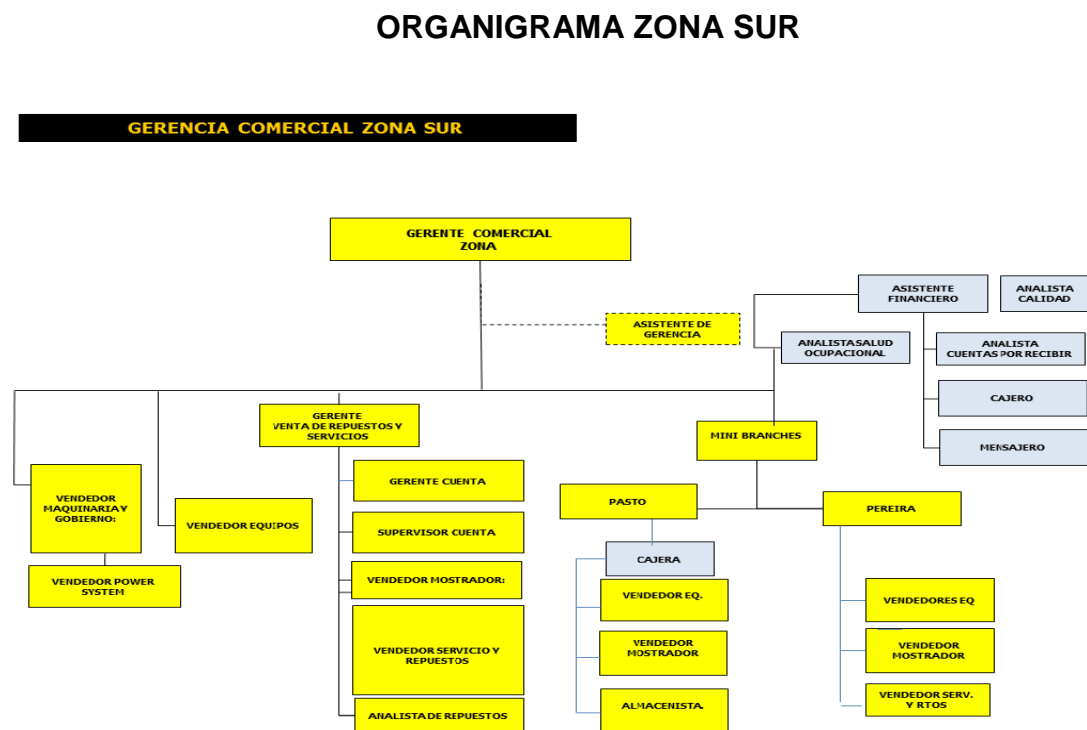 ORGANIGRAMA ZONA SUR
GERENCIA COMERCIAL ZONA SUR
GERENTE COMERCIAL
ZONA
ASISTENTE DE
GERENCIA
ASISTENTE
FINANCIERO
ANALISTA
CALIDAD
ANALISTA SALUD
OCUPACIONAL
ANALISTA
CUENTAS POR RECIBIR
CAJERO
MENSAJERO
GERENTE
VENTA DE REPUESTOS Y
SERVICIOS
MINI BRANCHES
VENDEDOR
MAQUINARIA Y
GOBIERNO:
VENDEDOR POWER
SYSTEM
VENDEDOR EQUIPOS
GERENTE CUENTA
SUPERVISOR CUENTA
VENDEDOR MOSTRADOR:
VENDEDOR SERVICIO Y
REPUESTOS
ANALISTA DE REPUESTOS
PASTO
CAJERA
VENDEDOR EQ.
VENDEDOR
MOSTRADOR
ALMACENISTA.
PEREIRA
VENDEDORES EQ
VENDEDOR
MOSTRADOR
VENDEDOR SERV.
Y RTOS